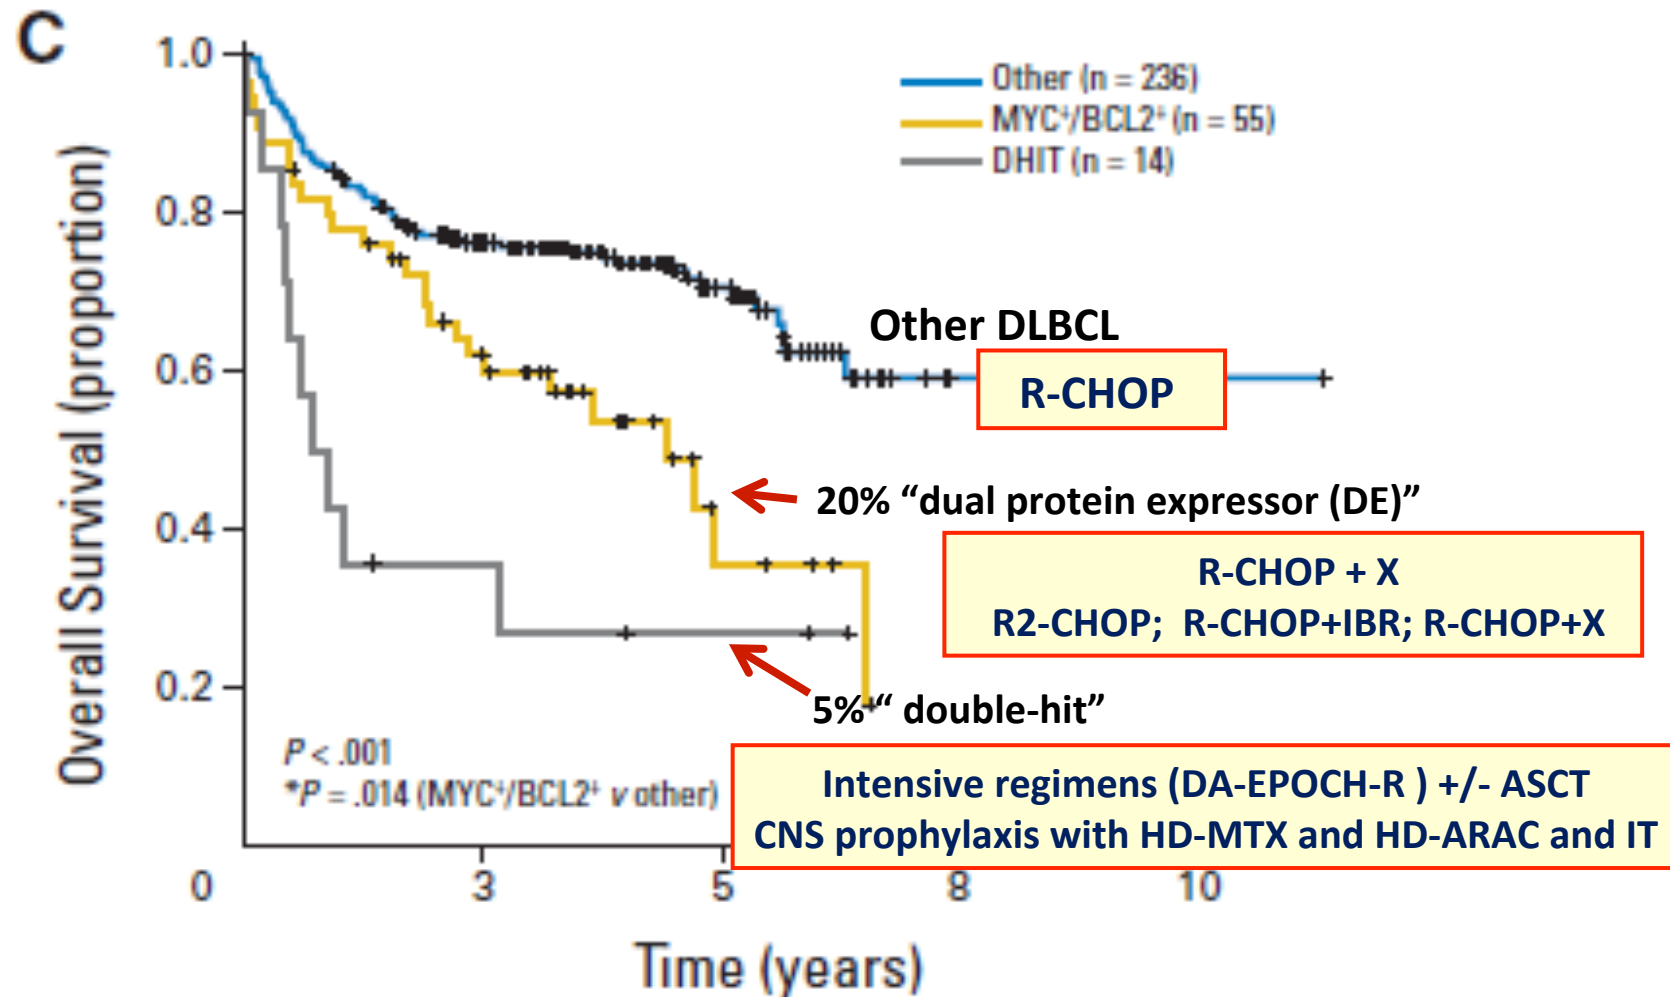 C
1.0
0.8
0.6
0.4
0.2
Overall Survival (proportion)
Other (n = 236)
MYC⁺/BCL2⁺ (n = 55)
DHIT (n = 14)
Other DLBCL
R-CHOP
20% “dual protein expressor (DE)”
R-CHOP + X
R2-CHOP; R-CHOP+IBR; R-CHOP+X
5% “ double-hit”
P < .001
*P = .014 (MYC⁺/BCL2⁺ v other)
Intensive regimens (DA-EPOCH-R ) +/- ASCT
CNS prophylaxis with HD-MTX and HD-ARAC and IT
0 3 5 8 10
Time (years)